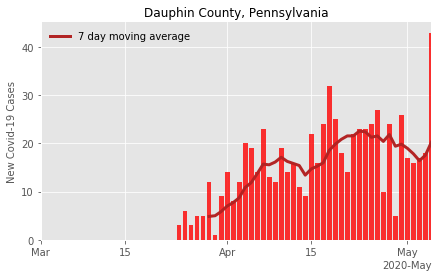 Dauphin County, Pennsylvania
7 day moving average
New Covid-19 Cases
40
30
20
10
0
Mar
15
Apr
15
May
2020-May